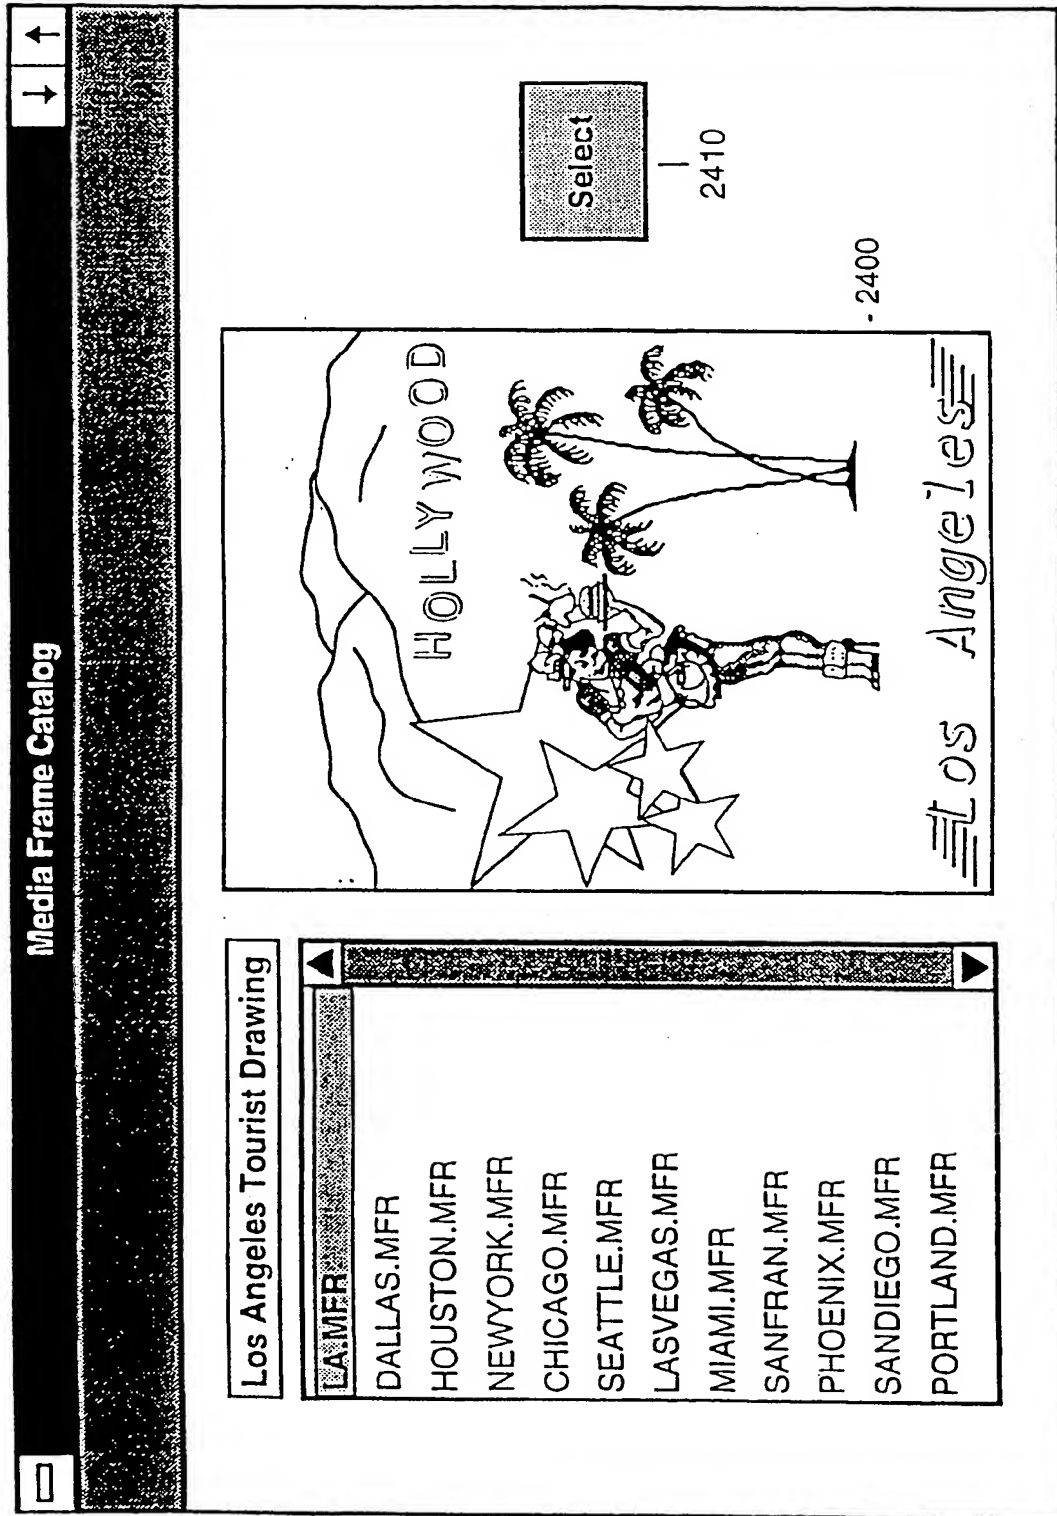 Media Frame Catalog
Los Angeles Tourist Drawing
LA.MFR
DALLAS.MFR
HOUSTON.MFR
NEWYORK.MFR
CHICAGO.MFR
SEATTLE.MFR
LASVEGAS.MFR
MIAMI.MFR
SANFRAN.MFR
PHOENIX.MFR
SANDIEGO.MFR
PORTLAND.MFR
HOLLYWOOD
Los Angeles
Select
2410
- 2400